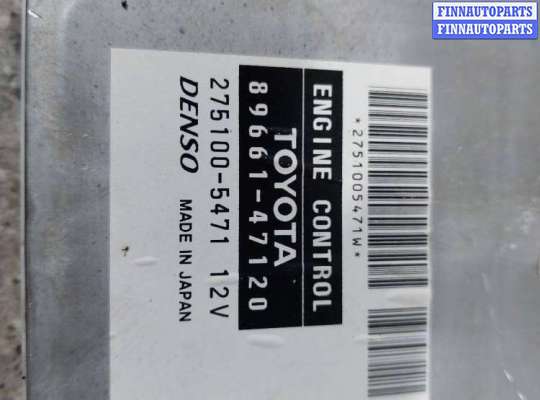 FINNAUTOPARTS
FINNAUTOPARTS
*2751005471W*
ENGINE CONTROL
TOYOTA
89661-47120
275100-5471 12V
DENSO MADE IN JAPAN